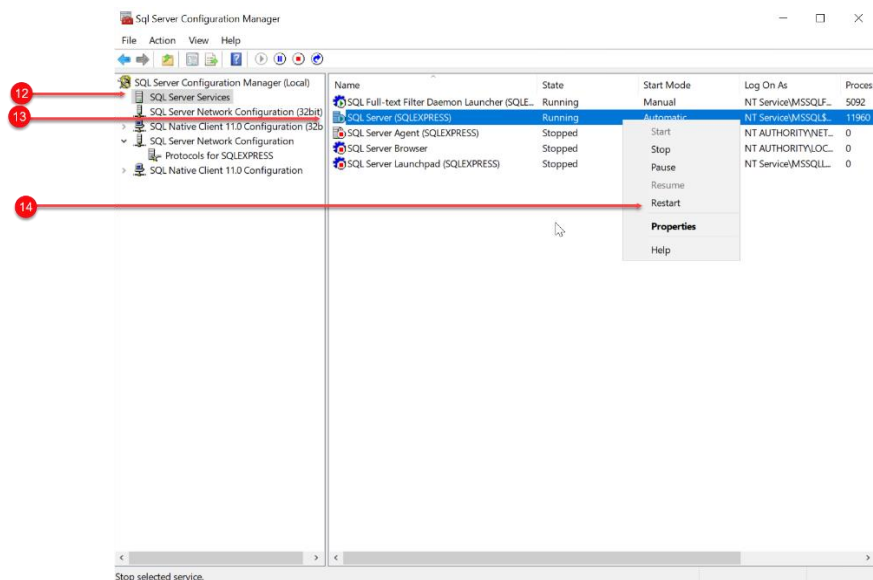 Sql Server Configuration Manager
File Action View Help
SQL Server Configuration Manager (Local)
SQL Server Services
SQL Server Network Configuration (32bit)
SQL Native Client 11.0 Configuration (32b
SQL Server Network Configuration
Protocols for SQLEXPRESS
SQL Native Client 11.0 Configuration
12
13
14
Name State Start Mode Log On As Proces
SQL Full-text Filter Daemon Launcher (SQLE... Running Manual NT Service\MSSQLF... 5092
SQL Server (SQLEXPRESS) Running Automatic NT Service\MSSQL$... 11960
SQL Server Agent (SQLEXPRESS) Stopped NT AUTHORITY\NET... 0
SQL Server Browser Stopped NT AUTHORITY\LOC... 0
SQL Server Launchpad (SQLEXPRESS) Stopped NT Service\MSSQLL... 0
Start
Stop
Pause
Resume
Restart
Properties
Help
Stop selected service.